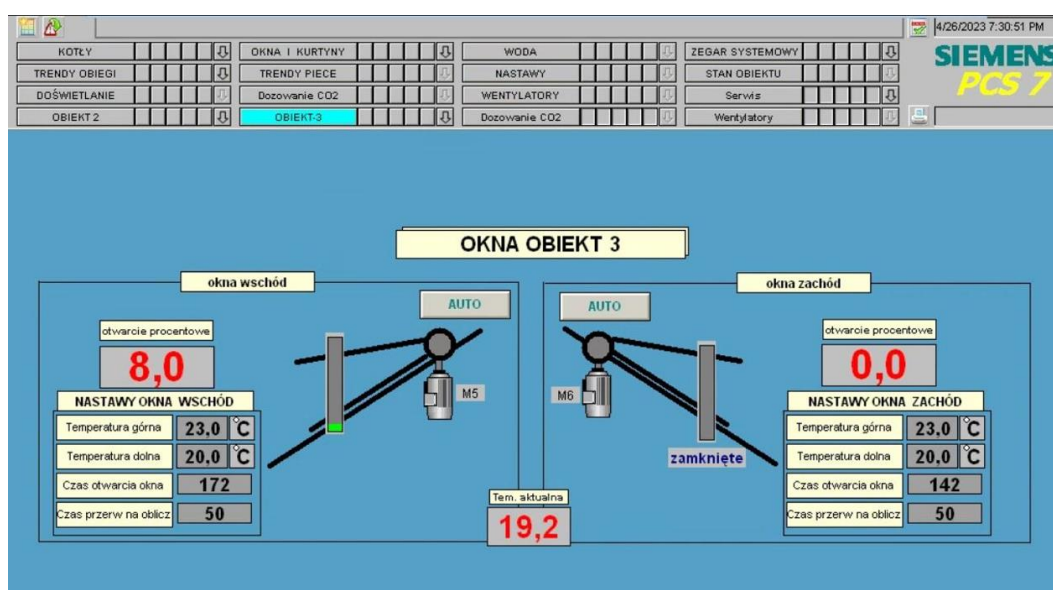 4/26/2023 7:30:51 PM
KOTŁY
OKNA I KURTYNY
WODA
ZEGAR SYSTEMOWY
SIEMENS
TRENDY OBIEGI
TRENDY PIECE
NASTAWY
STAN OBIEKTU
PCS 7
DOŚWIETLANIE
Dozowanie CO2
WENTYLATORY
Serwis
OBIEKT 2
OBIEKT-3
Dozowanie CO2
Wentylatory
OKNA OBIEKT 3
okna wschód
AUTO
otwarcie procentowe
8,0
M5
NASTAWY OKNA WSCHÓD
Temperatura górna 23,0 °C
Temperatura dolna 20,0 °C
Czas otwarcia okna 172
Czas przerw na oblicz 50
okna zachód
AUTO
otwarcie procentowe
0,0
M6
zamknięte
NASTAWY OKNA ZACHÓD
Temperatura górna 23,0 °C
Temperatura dolna 20,0 °C
Czas otwarcia okna 142
Czas przerw na oblicz 50
Tem. aktualna
19,2